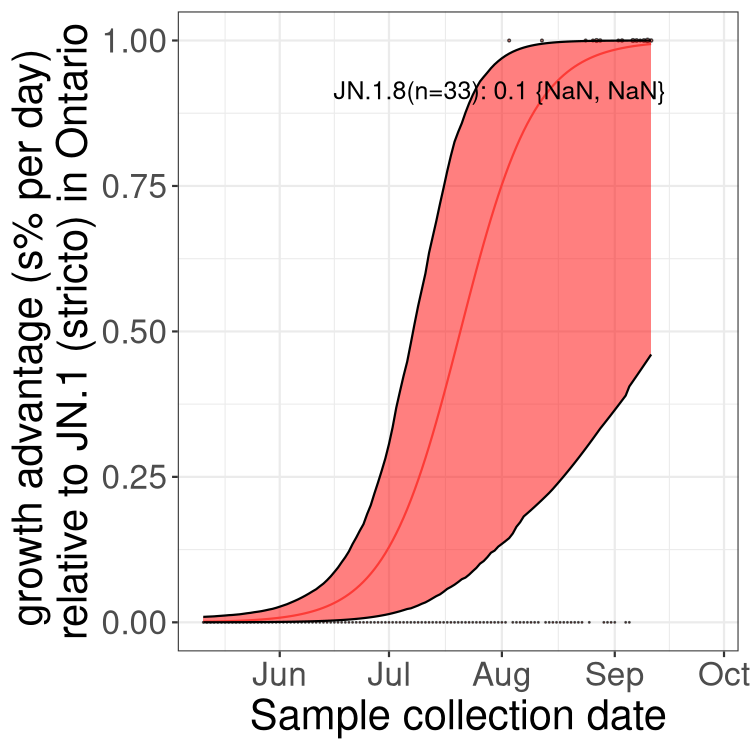 growth advantage (s% per day)
relative to JN.1 (stricto) in Ontario
1.00
0.75
0.50
0.25
0.00
JN.1.8(n=33): 0.1 {NaN, NaN}
Jun Jul Aug Sep Oct
Sample collection date